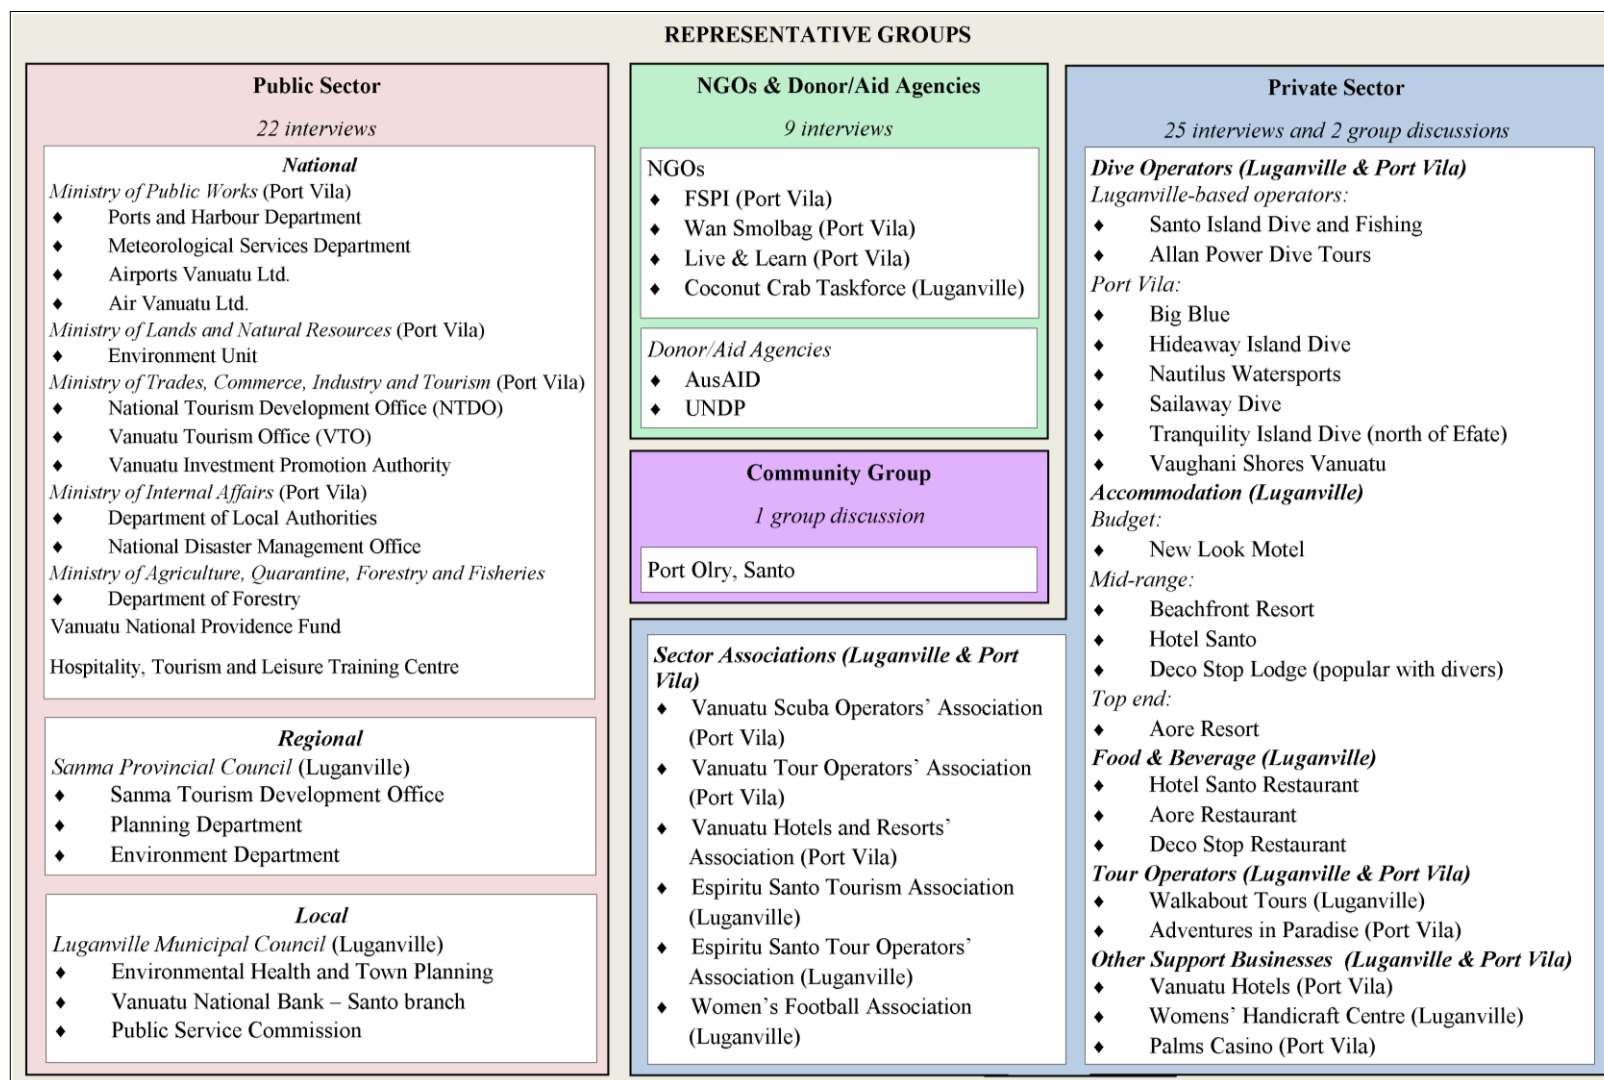 REPRESENTATIVE GROUPS
Public Sector
22 interviews
National
Ministry of Public Works (Port Vila)
♦ Ports and Harbour Department
♦ Meteorological Services Department
♦ Airports Vanuatu Ltd.
♦ Air Vanuatu Ltd.
Ministry of Lands and Natural Resources (Port Vila)
♦ Environment Unit
Ministry of Trades, Commerce, Industry and Tourism (Port Vila)
♦ National Tourism Development Office (NTDO)
♦ Vanuatu Tourism Office (VTO)
♦ Vanuatu Investment Promotion Authority
Ministry of Internal Affairs (Port Vila)
♦ Department of Local Authorities
♦ National Disaster Management Office
Ministry of Agriculture, Quarantine, Forestry and Fisheries
♦ Department of Forestry
Vanuatu National Providence Fund
Hospitality, Tourism and Leisure Training Centre
Regional
Sanma Provincial Council (Luganville)
♦ Sanma Tourism Development Office
♦ Planning Department
♦ Environment Department
Local
Luganville Municipal Council (Luganville)
♦ Environmental Health and Town Planning
♦ Vanuatu National Bank – Santo branch
♦ Public Service Commission
NGOs & Donor/Aid Agencies
9 interviews
NGOs
♦ FSPI (Port Vila)
♦ Wan Smolbag (Port Vila)
♦ Live & Learn (Port Vila)
♦ Coconut Crab Taskforce (Luganville)
Donor/Aid Agencies
♦ AusAID
♦ UNDP
Community Group
1 group discussion
Port Olry, Santo
Sector Associations (Luganville & Port
Vila)
♦ Vanuatu Scuba Operators’ Association
(Port Vila)
♦ Vanuatu Tour Operators’ Association
(Port Vila)
♦ Vanuatu Hotels and Resorts’
Association (Port Vila)
♦ Espiritu Santo Tourism Association
(Luganville)
♦ Espiritu Santo Tour Operators’
Association (Luganville)
♦ Women’s Football Association
(Luganville)
Private Sector
25 interviews and 2 group discussions
Dive Operators (Luganville & Port Vila)
Luganville-based operators:
♦ Santo Island Dive and Fishing
♦ Allan Power Dive Tours
Port Vila:
♦ Big Blue
♦ Hideaway Island Dive
♦ Nautilus Watersports
♦ Sailaway Dive
♦ Tranquility Island Dive (north of Efate)
♦ Vaughani Shores Vanuatu
Accommodation (Luganville)
Budget:
♦ New Look Motel
Mid-range:
♦ Beachfront Resort
♦ Hotel Santo
♦ Deco Stop Lodge (popular with divers)
Top end:
♦ Aore Resort
Food & Beverage (Luganville)
♦ Hotel Santo Restaurant
♦ Aore Restaurant
♦ Deco Stop Restaurant
Tour Operators (Luganville & Port Vila)
♦ Walkabout Tours (Luganville)
♦ Adventures in Paradise (Port Vila)
Other Support Businesses (Luganville & Port Vila)
♦ Vanuatu Hotels (Port Vila)
♦ Womens’ Handicraft Centre (Luganville)
♦ Palms Casino (Port Vila)